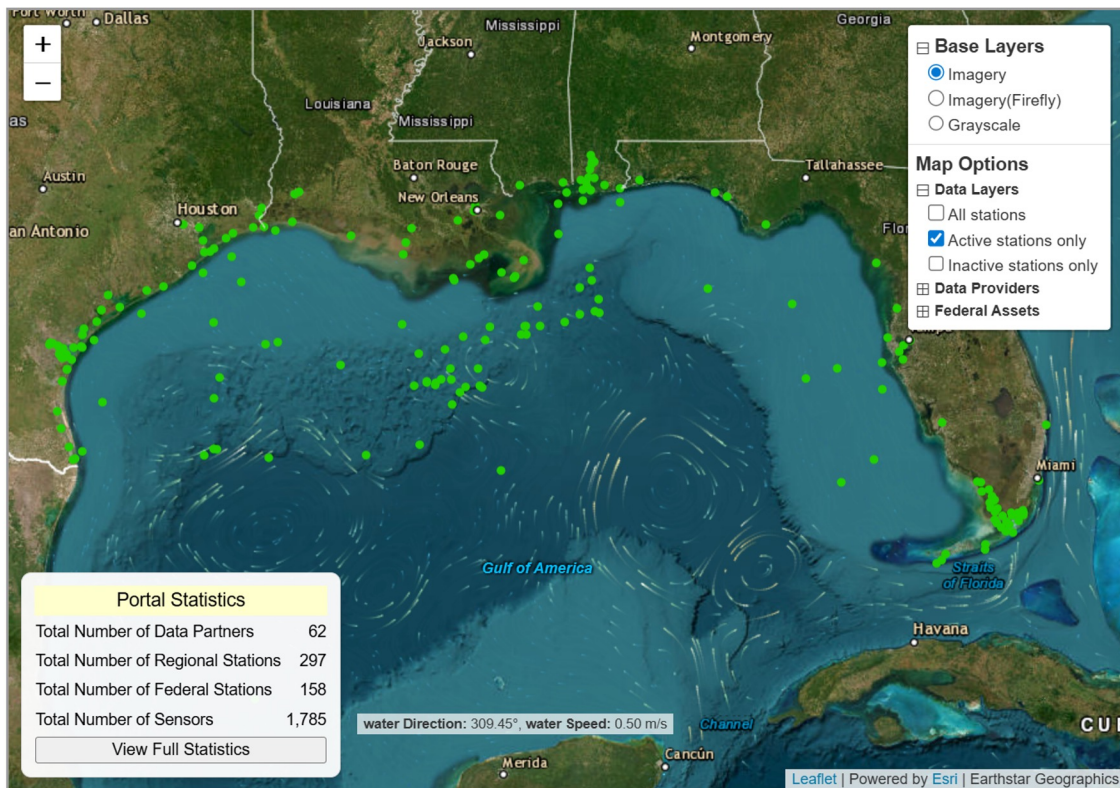 Fort Worth
Dallas
Mississippi
Georgia
Jackson
Montgomery
+
−
Base Layers
Imagery
Imagery(Firefly)
Grayscale
Map Options
Data Layers
All stations
Active stations only
Inactive stations only
Data Providers
Federal Assets
Louisiana
Mississippi
as
Austin
Baton Rouge
Tallahassee
New Orleans
Houston
an Antonio
Flor
Miami
Gulf of America
Straits
of Florida
Havana
Portal Statistics
Total Number of Data Partners 62
Total Number of Regional Stations 297
Total Number of Federal Stations 158
Total Number of Sensors 1,785
View Full Statistics
water Direction: 309.45°, water Speed: 0.50 m/s
Channel
CU
Cancún
Merida
Leaflet | Powered by Esri | Earthstar Geographics